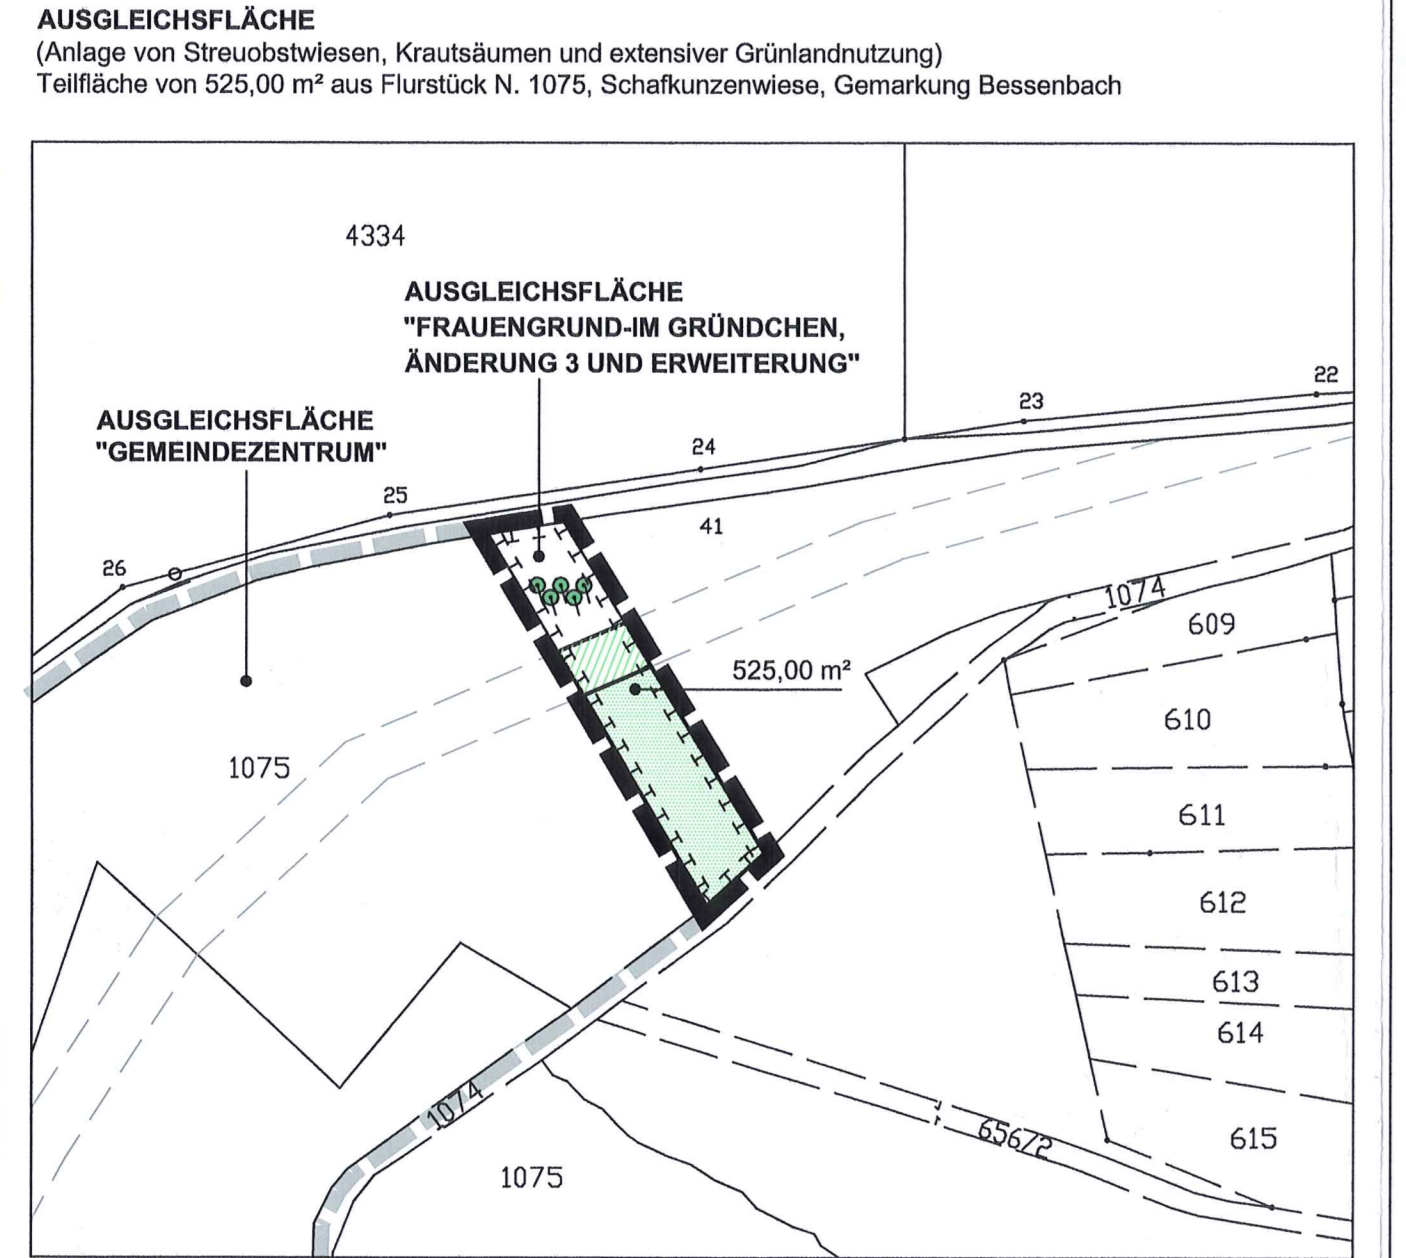 AUSGLEICHSFLÄCHE
(Anlage von Streuobstwiesen, Krautsäumen und extensiver Grünlandnutzung)
Teilfläche von 525,00 m² aus Flurstück N. 1075, Schafkunzenwiese, Gemarkung Bessenbach
4334
AUSGLEICHSFLÄCHE
"FRAUENGRUND-IM GRÜNDCHEN,
ÄNDERUNG 3 UND ERWEITERUNG"
22
23
AUSGLEICHSFLÄCHE
"GEMEINDEZENTRUM"
24
25
41
26
1074
609
525,00 m²
610
1075
611
612
613
614
1074
656/2
615
1075